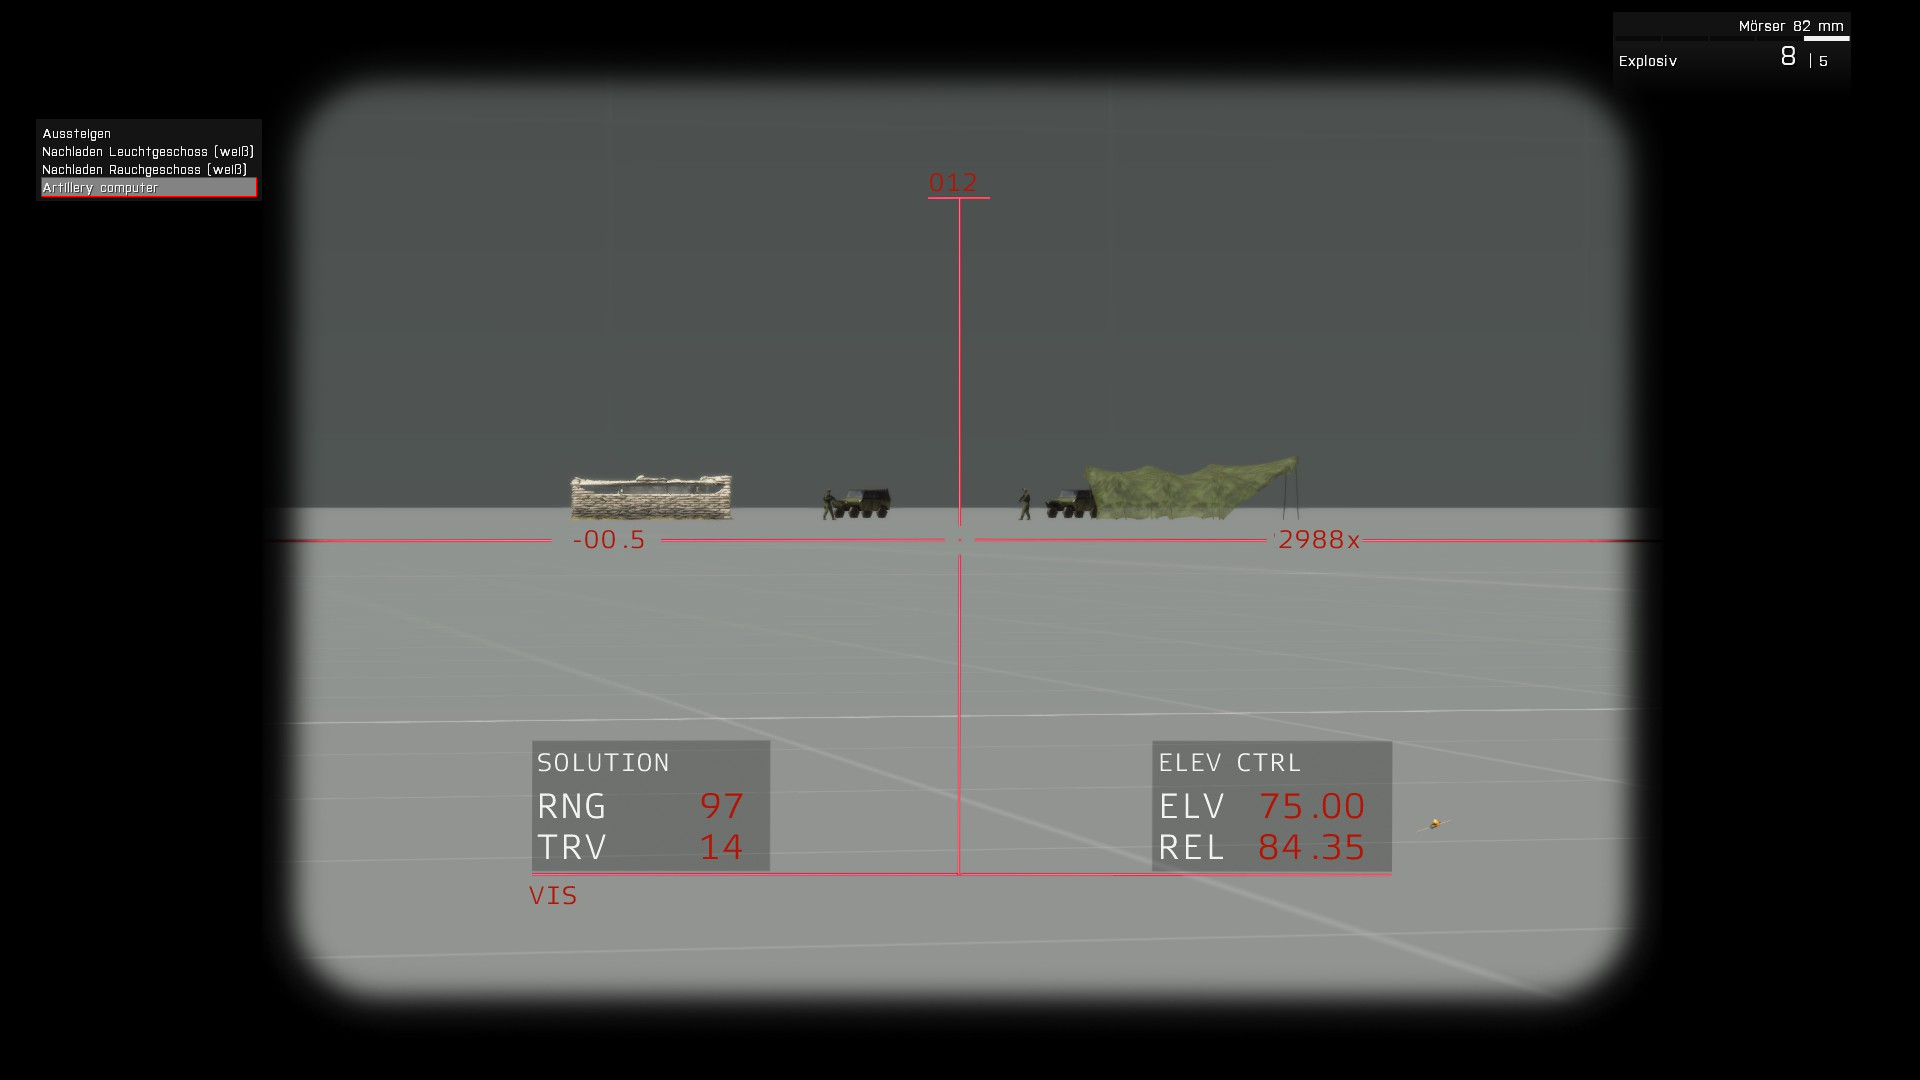 Mörser 82 mm
Explosiv 8 | 5
Aussteigen
Nachladen Leuchtgeschoss (weiß)
Nachladen Rauchgeschoss (weiß)
Artillery computer
012
-00.5
2988x
SOLUTION
RNG 97
TRV 14
ELEV CTRL
ELV 75.00
REL 84.35
VIS